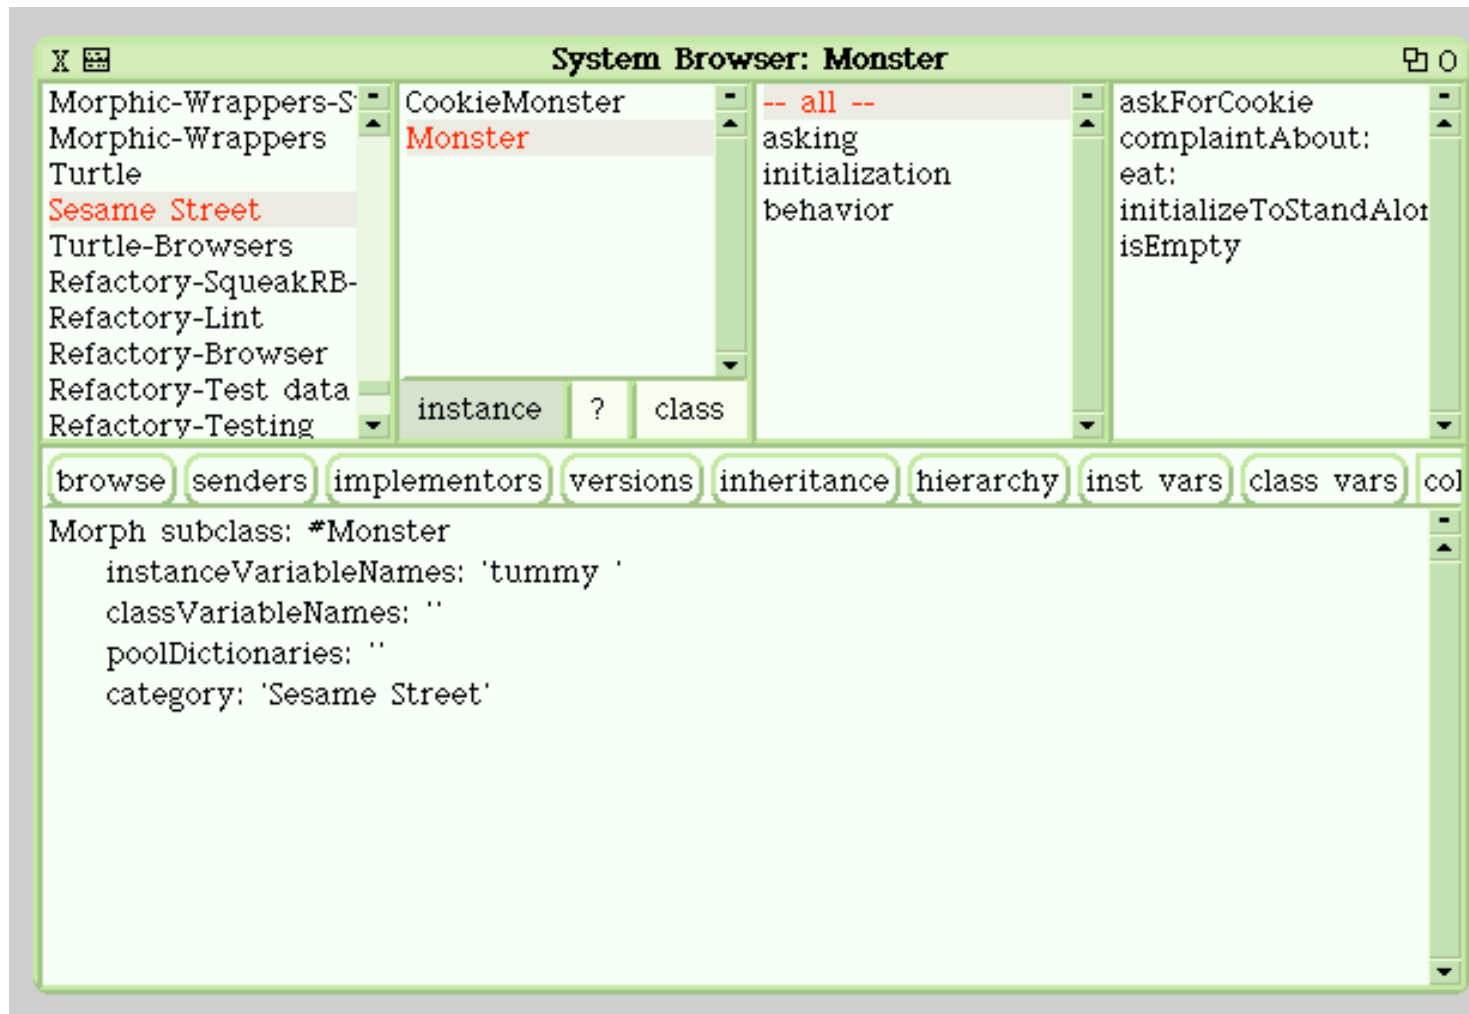 X System Browser: Monster O
Morphic-Wrappers-S
Morphic-Wrappers
Turtle
Sesame Street
Turtle-Browsers
Refactory-SqueakRB-
Refactory-Lint
Refactory-Browser
Refactory-Test data
Refactory-Testing
CookieMonster
Monster
instance ? class
-- all --
asking
initialization
behavior
askForCookie
complaintAbout:
eat:
initializeToStandAlor
isEmpty
browse senders implementors versions inheritance hierarchy inst vars class vars col
Morph subclass: #Monster
instanceVariableNames: 'tummy '
classVariableNames: ''
poolDictionaries: ''
category: 'Sesame Street'